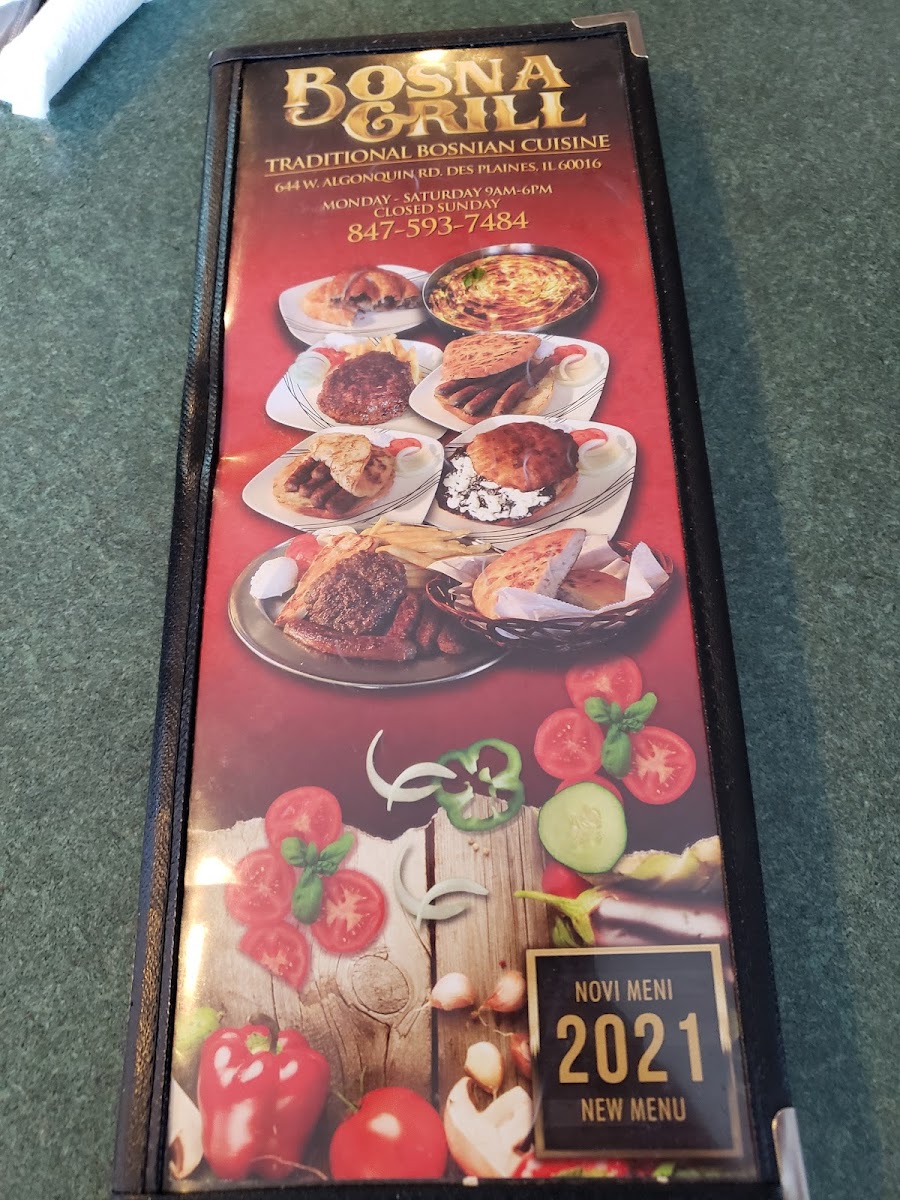 BOSNA
GRILL
TRADITIONAL BOSNIAN CUISINE
644 W. ALGONQUIN RD. DES PLAINES, IL 60016
MONDAY - SATURDAY 9AM-6PM
CLOSED SUNDAY
847-593-7484
NOVI MENI
2021
NEW MENU